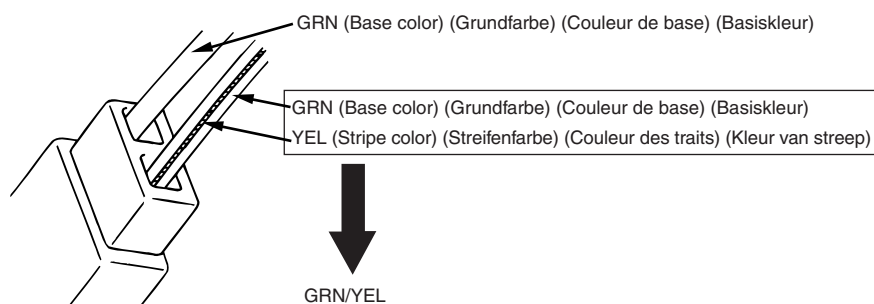 GRN (Base color) (Grundfarbe) (Couleur de base) (Basiskleur)
GRN (Base color) (Grundfarbe) (Couleur de base) (Basiskleur)
YEL (Stripe color) (Streifenfarbe) (Couleur des traits) (Kleur van streep)
GRN/YEL